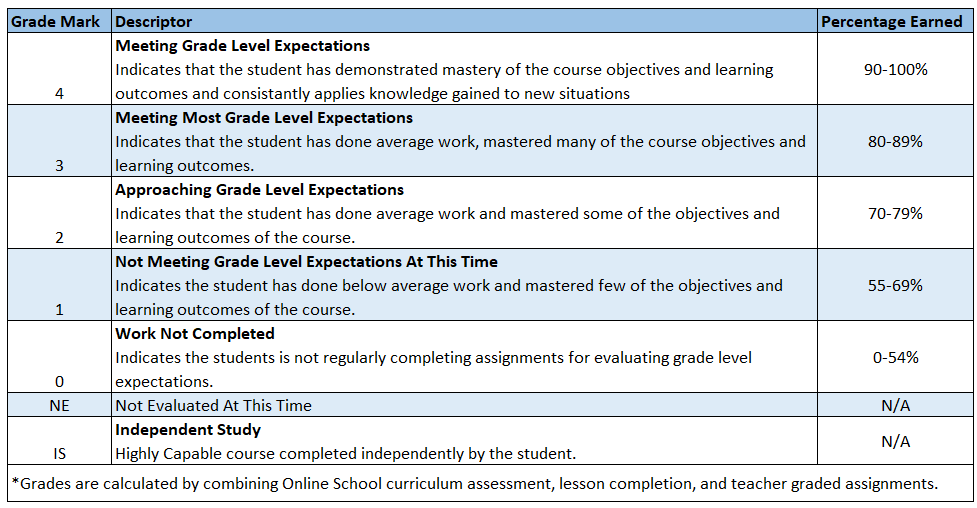 Grade Mark Descriptor Percentage Earned
Meeting Grade Level Expectations
Indicates that the student has demonstrated mastery of the course objectives and learning
outcomes and consistantly applies knowledge gained to new situations
4
90-100%
Meeting Most Grade Level Expectations
Indicates that the student has done average work, mastered many of the course objectives and
learning outcomes.
3
80-89%
Approaching Grade Level Expectations
Indicates that the student has done average work and mastered some of the objectives and
learning outcomes of the course.
2
70-79%
Not Meeting Grade Level Expectations At This Time
Indicates the student has done below average work and mastered few of the objectives and
learning outcomes of the course.
1
55-69%
Work Not Completed
Indicates the students is not regularly completing assignments for evaluating grade level
expectations.
0
0-54%
NE Not Evaluated At This Time N/A
Independent Study
Highly Capable course completed independently by the student.
IS
N/A
*Grades are calculated by combining Online School curriculum assessment, lesson completion, and teacher graded assignments.